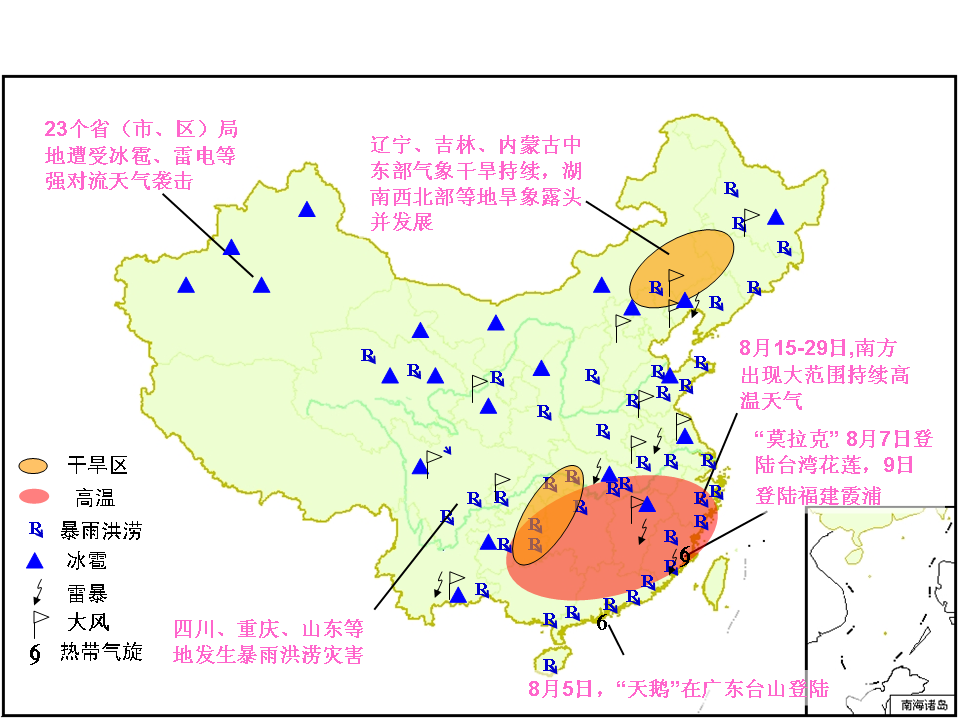 23个省（市、区）局
地遭受冰雹、雷电等
强对流天气袭击
辽宁、吉林、内蒙古中
东部气象干旱持续，湖
南西北部等地旱象露头
并发展
8月15-29日,南方
出现大范围持续高
温天气
“莫拉克” 8月7日登
陆台湾花莲，9日
登陆福建霞浦
干旱区
高温
暴雨洪涝
冰雹
雷暴
大风
热带气旋
四川、重庆、山东等
地发生暴雨洪涝灾害
8月5日，“天鹅”在广东台山登陆
南海诸岛